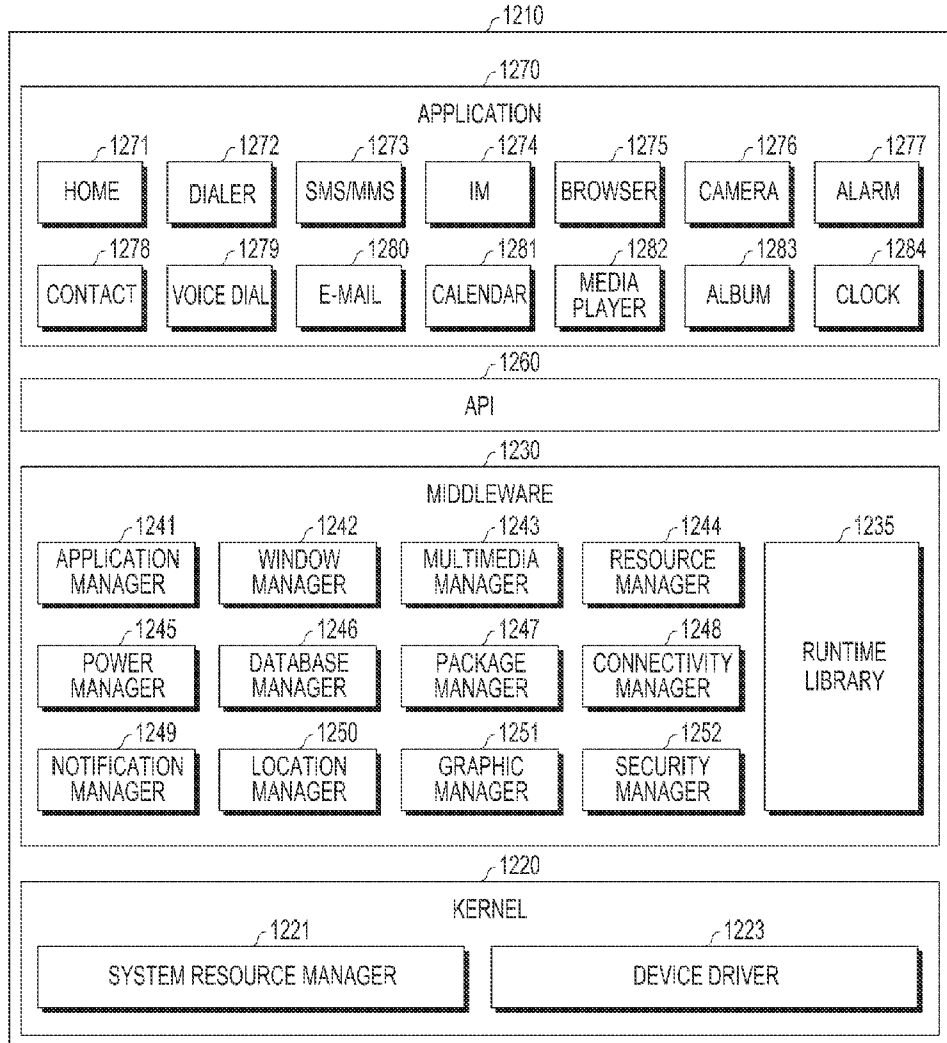 1210
1270
APPLICATION
1271 1272 1273 1274 1275 1276 1277
HOME DIALER SMS/MMS IM BROWSER CAMERA ALARM
1278 1279 1280 1281 1282 1283 1284
CONTACT VOICE DIAL E-MAIL CALENDAR MEDIA PLAYER ALBUM CLOCK
1260
API
1230
MIDDLEWARE
1241 1242 1243 1244 1235
APPLICATION MANAGER WINDOW MANAGER MULTIMEDIA MANAGER RESOURCE MANAGER
1245 1246 1247 1248
POWER MANAGER DATABASE MANAGER PACKAGE MANAGER CONNECTIVITY MANAGER RUNTIME LIBRARY
1249 1250 1251 1252
NOTIFICATION MANAGER LOCATION MANAGER GRAPHIC MANAGER SECURITY MANAGER
1220
KERNEL
1221 1223
SYSTEM RESOURCE MANAGER DEVICE DRIVER